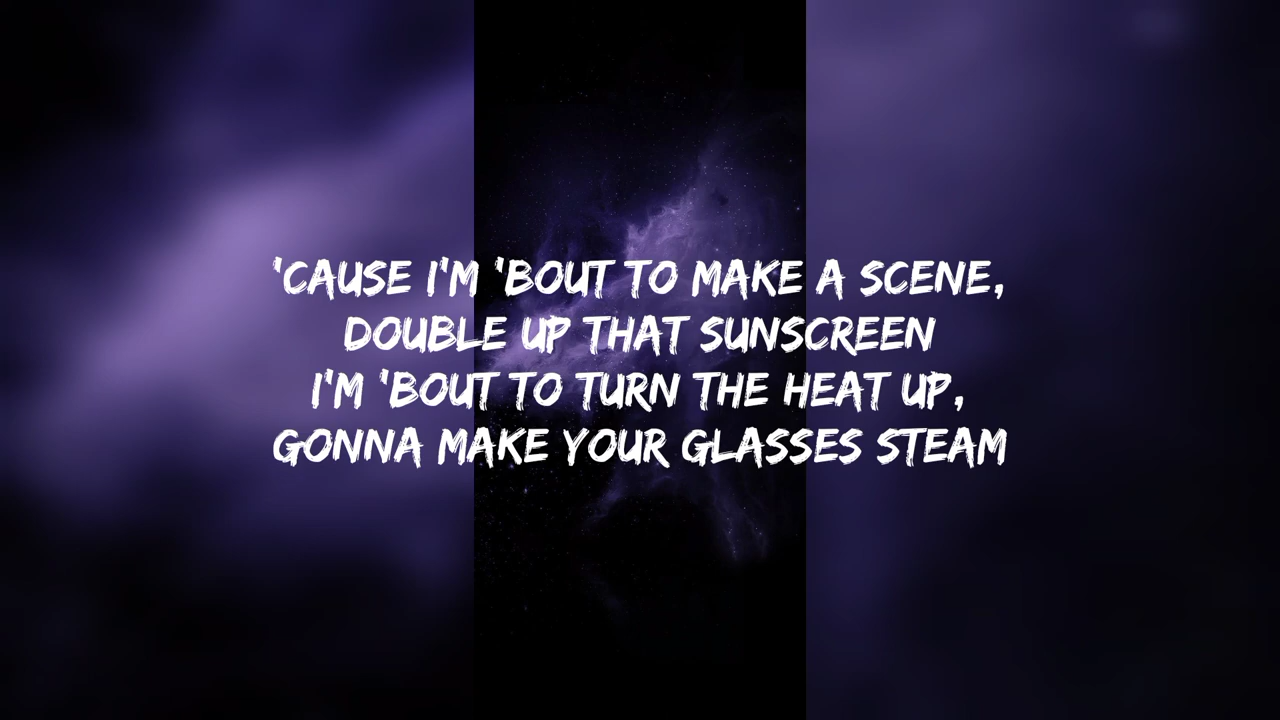 'CAUSE I'M 'BOUT TO MAKE A SCENE,
DOUBLE UP THAT SUNSCREEN
I'M 'BOUT TO TURN THE HEAT UP,
GONNA MAKE YOUR GLASSES STEAM